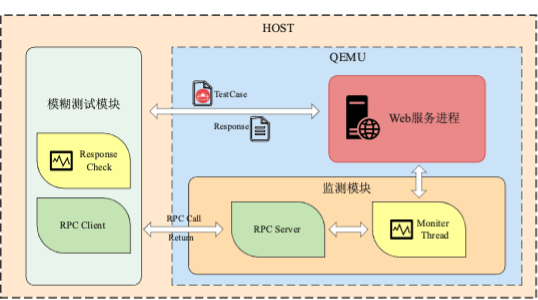 HOST
QEMU
模糊测试模块
TestCase
Response
Web服务进程
Response
Check
监测模块
RPC Client
RPC Call
Return
RPC Server
Moniter
Thread